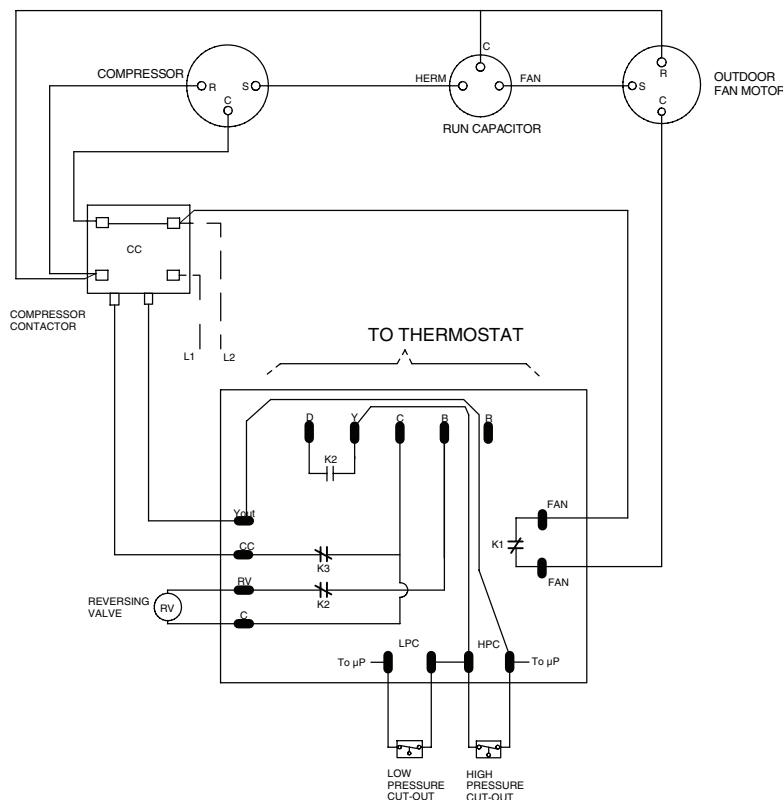 C
COMPRESSOR
R
S
C
HERM
FAN
RUN CAPACITOR
R
S
C
OUTDOOR
FAN MOTOR
CC
COMPRESSOR
CONTACTOR
L1
L2
TO THERMOSTAT
D
Y
C
B
R
K2
Yout
FAN
K1
CC
K3
FAN
RV
K2
REVERSING
VALVE
RV
C
LPC
HPC
To µP
To µP
LOW
PRESSURE
CUT-OUT
HIGH
PRESSURE
CUT-OUT